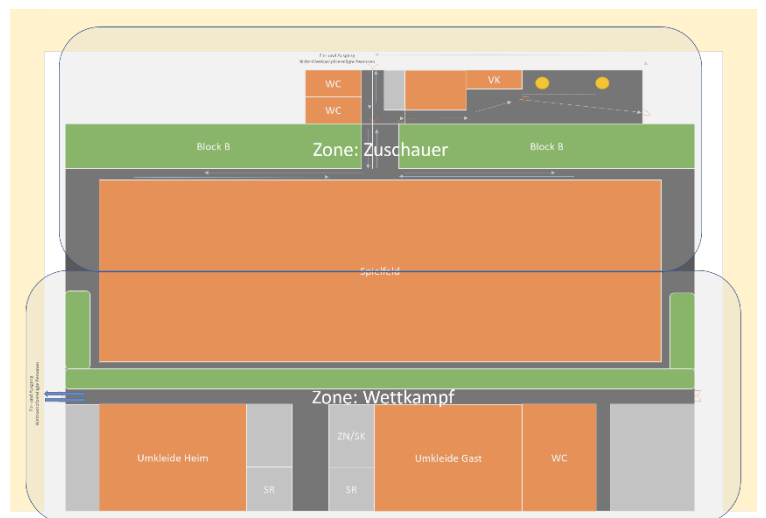 Ein- und Ausgang
WC
VK
WC
Block B
Zone: Zuschauer
Block B
Spielfeld
Ein- und Ausgang
Zone: Wettkampf
Umkleide Heim
ZN/SK
Umkleide Gast
WC
SR
SR